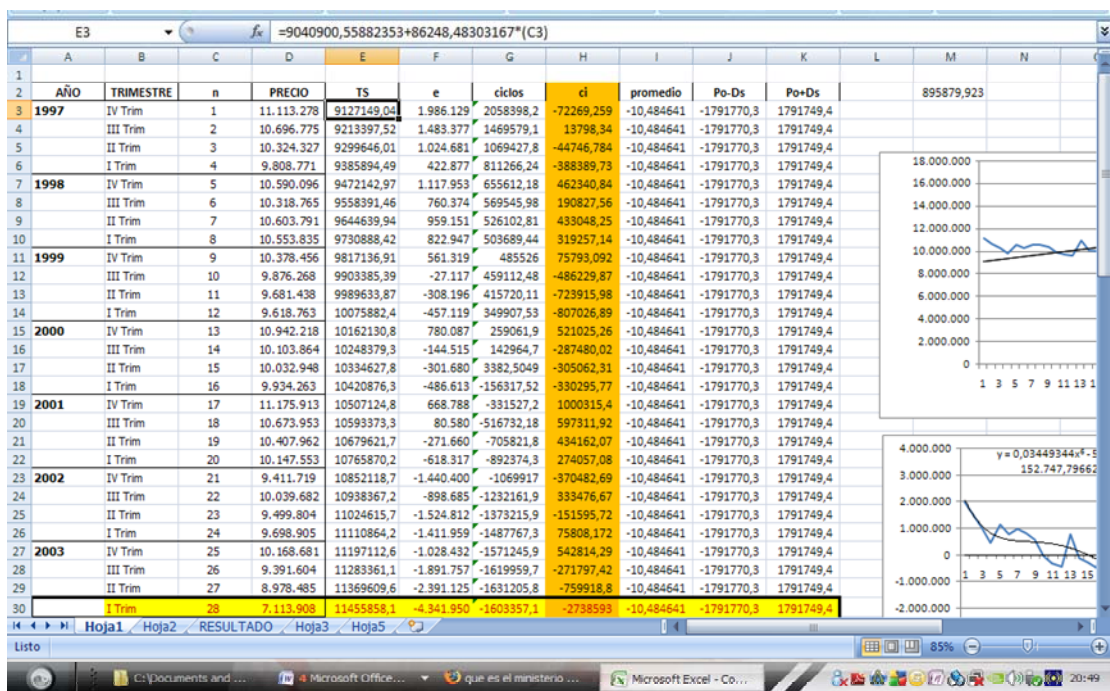 E3 fx =9040900,55882353+86248,48303167*(C3)
A B C D E F G H I J K L M N
1
2 AÑO TRIMESTRE n PRECIO TS e ciclos ci promedio Po-Ds Po+Ds 895879,923
3 1997 IV Trim 1 11.113.278 9127149,04 1.986.129 2058398,2 -72269,259 -10,484641 -1791770,3 1791749,4
4 III Trim 2 10.696.775 9213397,52 1.483.377 1469579,1 13798,34 -10,484641 -1791770,3 1791749,4
5 II Trim 3 10.324.327 9299646,01 1.024.681 1069427,8 -44746,784 -10,484641 -1791770,3 1791749,4
6 I Trim 4 9.808.771 9385894,49 422.877 811266,24 -388389,73 -10,484641 -1791770,3 1791749,4
7 1998 IV Trim 5 10.590.096 9472142,97 1.117.953 655612,18 462340,84 -10,484641 -1791770,3 1791749,4
8 III Trim 6 10.318.765 9558391,46 760.374 569545,98 190827,56 -10,484641 -1791770,3 1791749,4
9 II Trim 7 10.603.791 9644639,94 959.151 526102,81 433048,25 -10,484641 -1791770,3 1791749,4
10 I Trim 8 10.553.835 9730888,42 822.947 503689,44 319257,14 -10,484641 -1791770,3 1791749,4
11 1999 IV Trim 9 10.378.456 9817136,91 561.319 485526 75793,092 -10,484641 -1791770,3 1791749,4
12 III Trim 10 9.876.268 9903385,39 -27.117 459112,48 -486229,87 -10,484641 -1791770,3 1791749,4
13 II Trim 11 9.681.438 9989633,87 -308.196 415720,11 -723915,98 -10,484641 -1791770,3 1791749,4
14 I Trim 12 9.618.763 10075882,4 -457.119 349907,53 -807026,89 -10,484641 -1791770,3 1791749,4
15 2000 IV Trim 13 10.942.218 10162130,8 780.087 259061,9 521025,26 -10,484641 -1791770,3 1791749,4
16 III Trim 14 10.103.864 10248379,3 -144.515 142964,7 -287480,02 -10,484641 -1791770,3 1791749,4
17 II Trim 15 10.032.948 10334627,8 -301.680 3382,5049 -305062,31 -10,484641 -1791770,3 1791749,4
18 I Trim 16 9.934.263 10420876,3 -486.613 -156317,52 -330295,77 -10,484641 -1791770,3 1791749,4
19 2001 IV Trim 17 11.175.913 10507124,8 668.788 -331527,2 1000315,4 -10,484641 -1791770,3 1791749,4
20 III Trim 18 10.673.953 10593373,3 80.580 -516732,18 597311,92 -10,484641 -1791770,3 1791749,4
21 II Trim 19 10.407.962 10679621,7 -271.660 -705821,8 434162,07 -10,484641 -1791770,3 1791749,4
22 I Trim 20 10.147.553 10765870,2 -618.317 -892374,3 274057,08 -10,484641 -1791770,3 1791749,4
23 2002 IV Trim 21 9.411.719 10852118,7 -1.440.400 -1069917 -370482,69 -10,484641 -1791770,3 1791749,4
24 III Trim 22 10.039.682 10938367,2 -898.685 -1232161,9 333476,67 -10,484641 -1791770,3 1791749,4
25 II Trim 23 9.499.804 11024615,7 -1.524.812 -1373215,9 -151595,72 -10,484641 -1791770,3 1791749,4
26 I Trim 24 9.698.905 11110864,2 -1.411.959 -1487767,3 75808,172 -10,484641 -1791770,3 1791749,4
27 2003 IV Trim 25 10.168.681 11197112,6 -1.028.432 -1571245,9 542814,29 -10,484641 -1791770,3 1791749,4
28 III Trim 26 9.391.604 11283361,1 -1.891.757 -1619959,7 -271797,42 -10,484641 -1791770,3 1791749,4
29 II Trim 27 8.978.485 11369609,6 -2.391.125 -1631205,8 -759918,8 -10,484641 -1791770,3 1791749,4
30 I Trim 28 7.113.908 11455858,1 -4.341.950 -1603357,1 -2738593 -10,484641 -1791770,3 1791749,4
18.000.000
16.000.000
14.000.000
12.000.000
10.000.000
8.000.000
6.000.000
4.000.000
2.000.000
0
1 3 5 7 9 11 13 1
4.000.000
y = 0,03449344x⁶ - 5
3.000.000
152.747,79662
2.000.000
1.000.000
0
1 3 5 7 9 11 13 15
-1.000.000
-2.000.000
Hoja1 Hoja2 RESULTADO Hoja3 Hoja5
Listo 85%
C:\Documents and ... 4 Microsoft Office... que es el ministerio ... Microsoft Excel - Co... 20:49